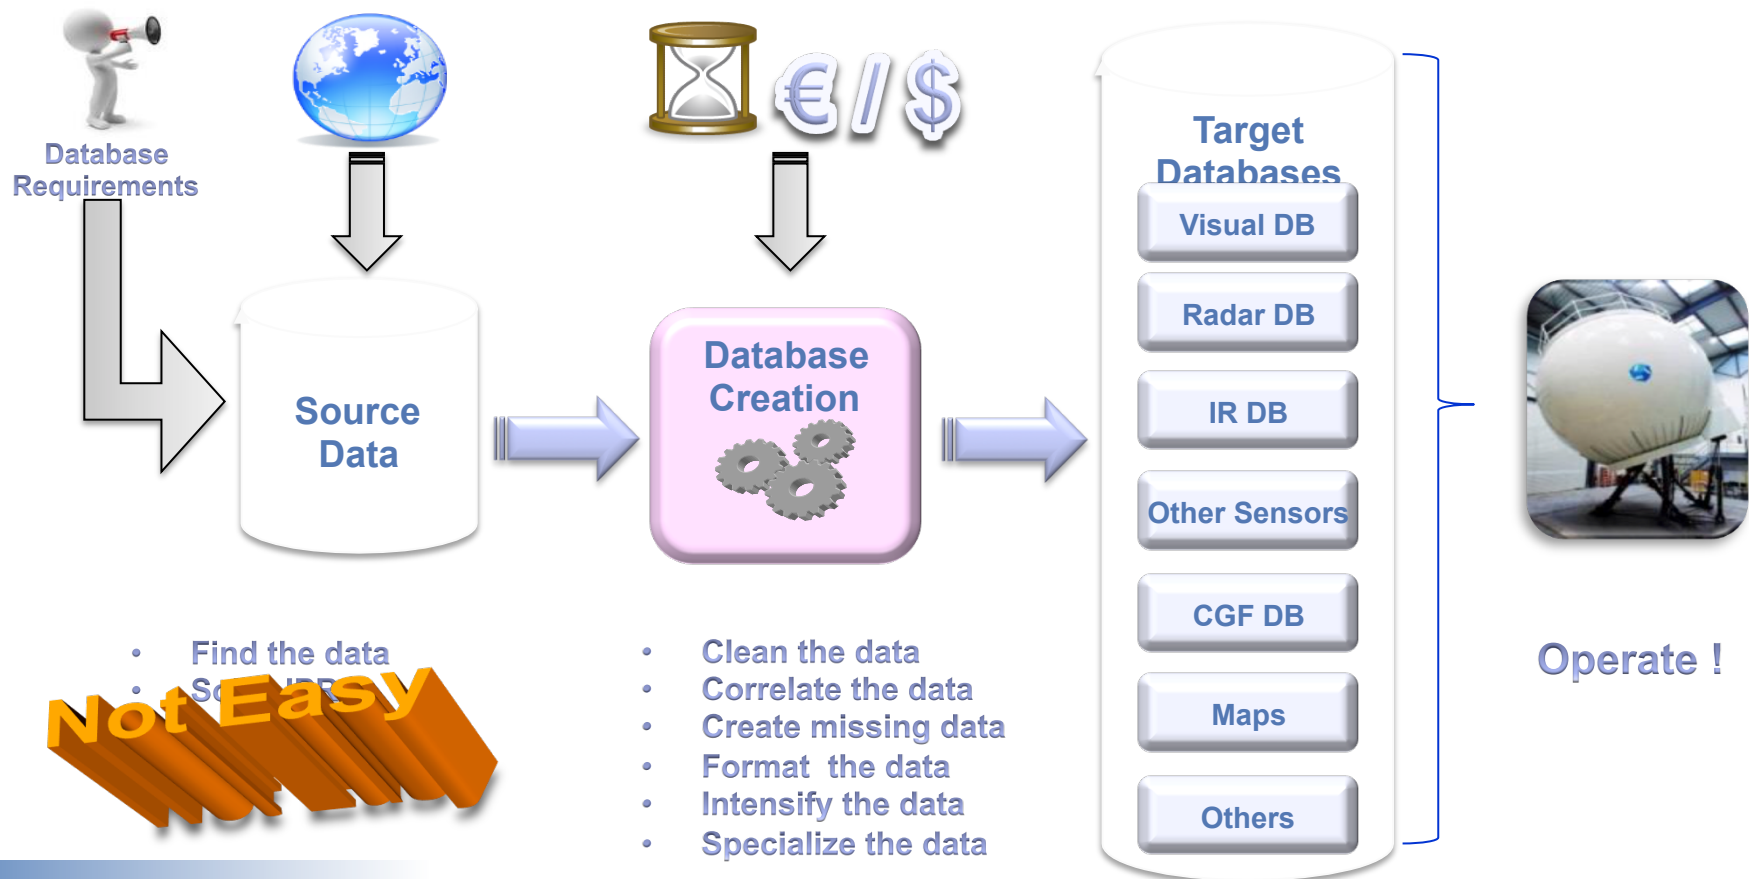 Database
Requirements
€ / $
Source
Data
Database
Creation
Target
Databases
Visual DB
Radar DB
IR DB
Other Sensors
CGF DB
Maps
Others
Operate !
• Find the data
•
Not Easy
• Clean the data
• Correlate the data
• Create missing data
• Format the data
• Intensify the data
• Specialize the data